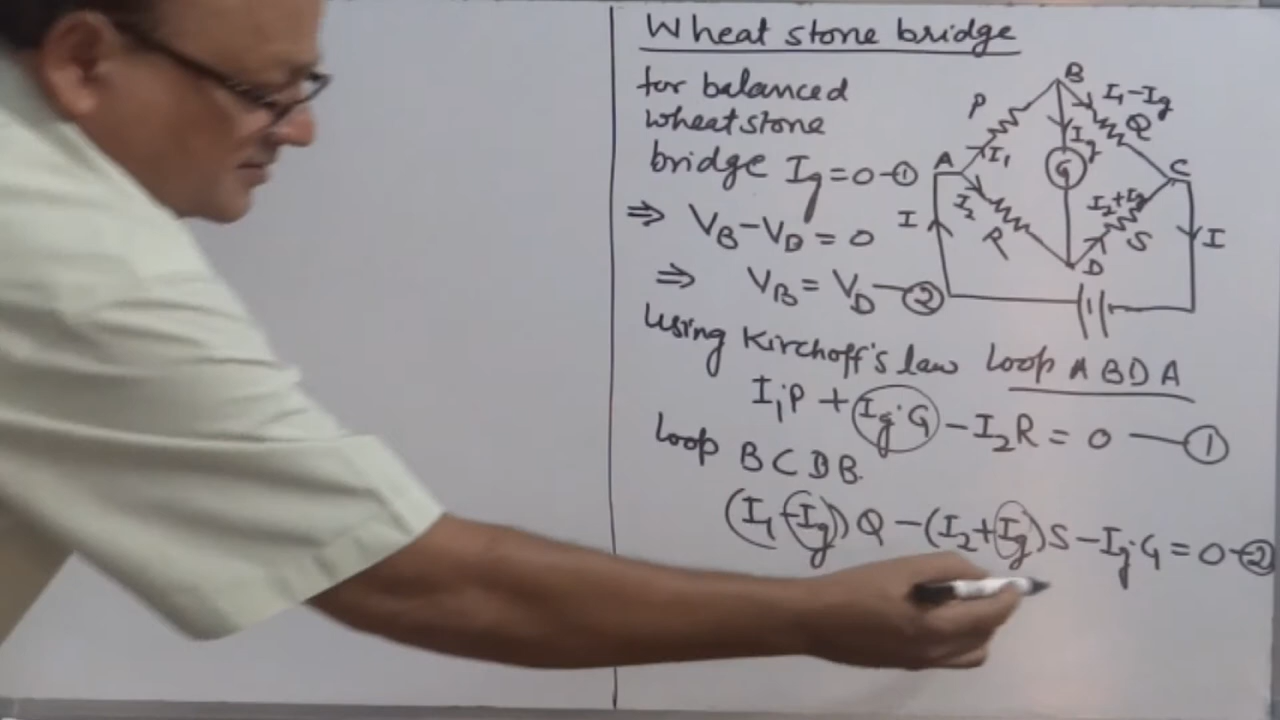 Wheat stone bridge
for balanced
wheatstone
bridge Ig = 0 - ①
⇒ VB - VD = 0
⇒ VB = VD - ②
Using Kirchoff's law Loop ABDA
I1P + Ig·G - I2R = 0 - ①
Loop BCDB.
(I1 - Ig)Q - (I2 + Ig)S - Ig·G = 0 - ②
B
P
I1 - Ig
Q
Ig
A
I1
G
C
I2
I2 + Ig
I
R
S
I
D